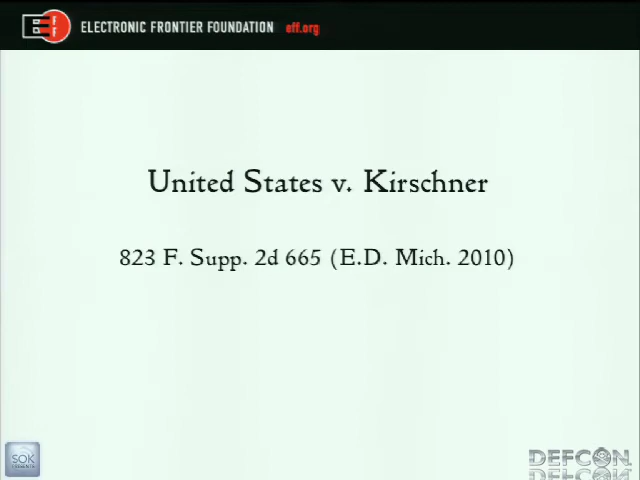 ELECTRONIC FRONTIER FOUNDATION eff.org
United States v. Kirschner
823 F. Supp. 2d 665 (E.D. Mich. 2010)
SOK
DEFCON